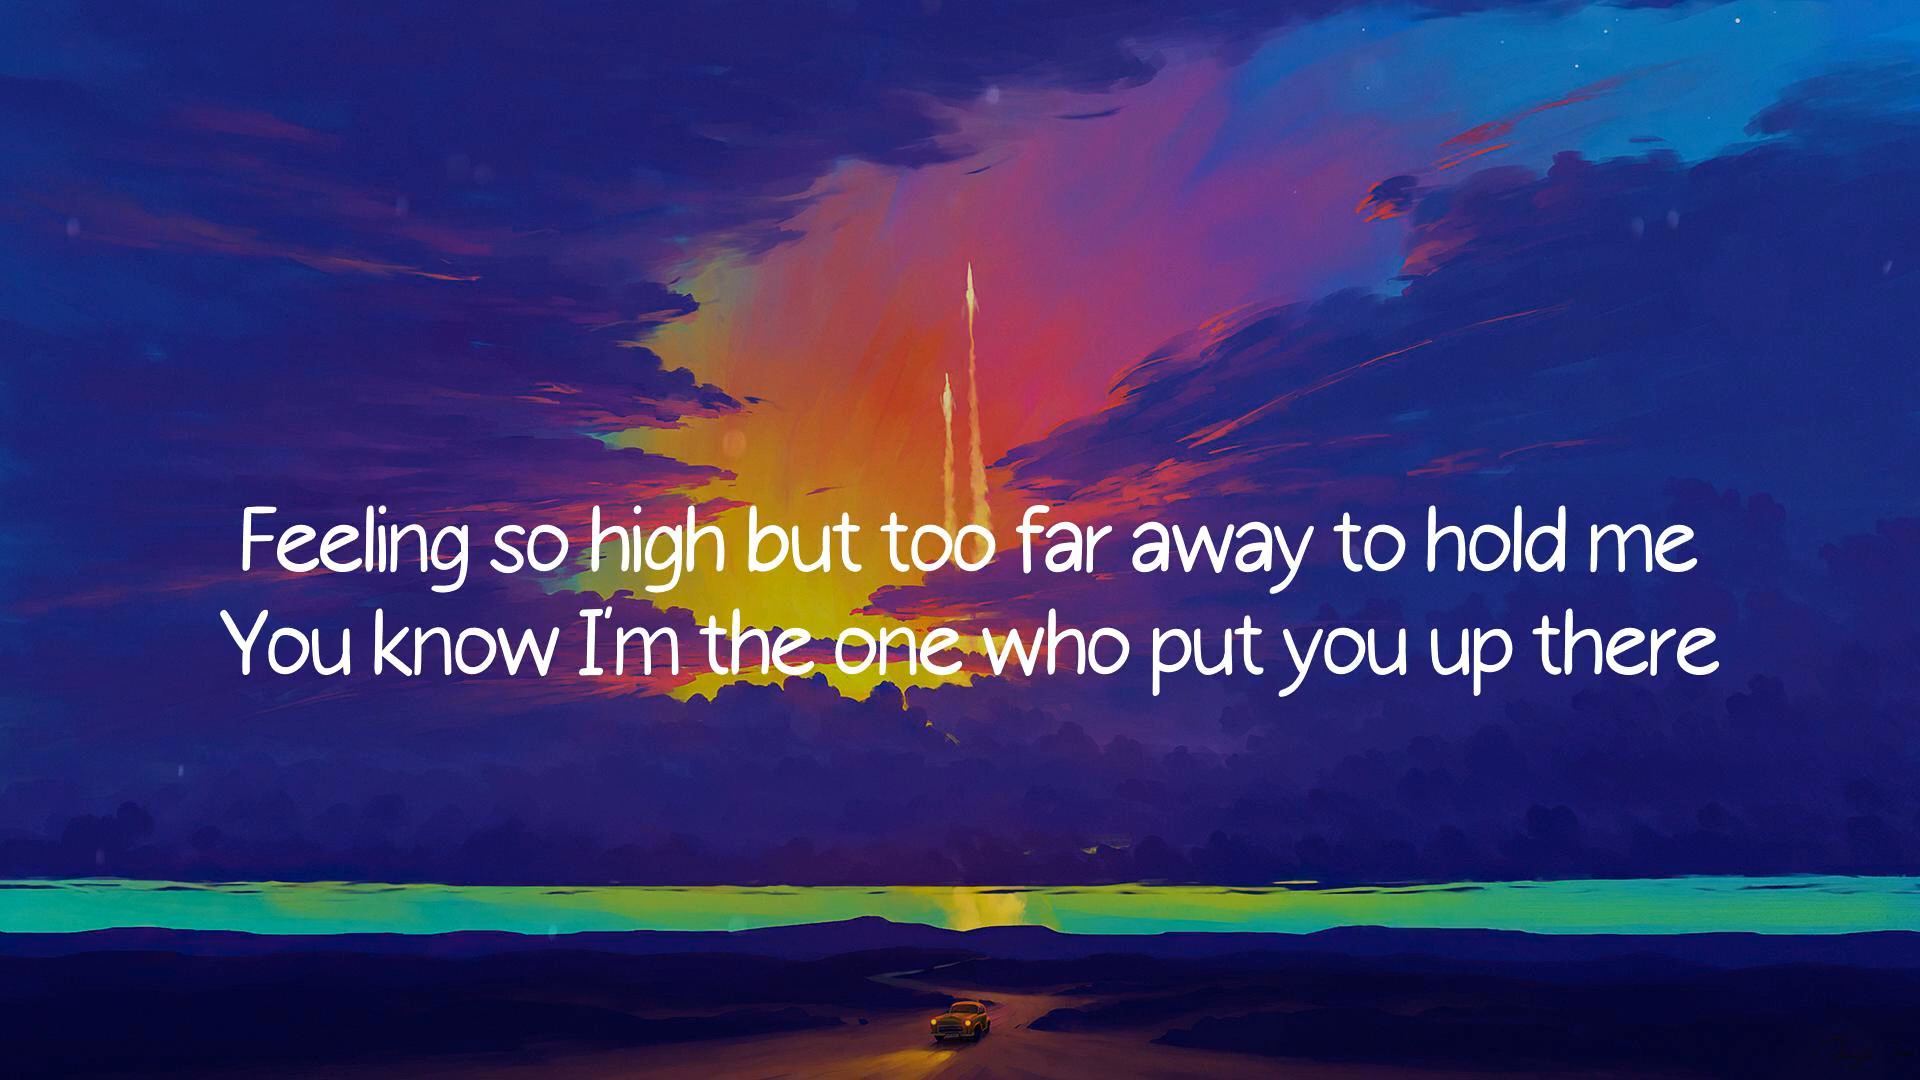 Feeling so high but too far away to hold me
You know I'm the one who put you up there